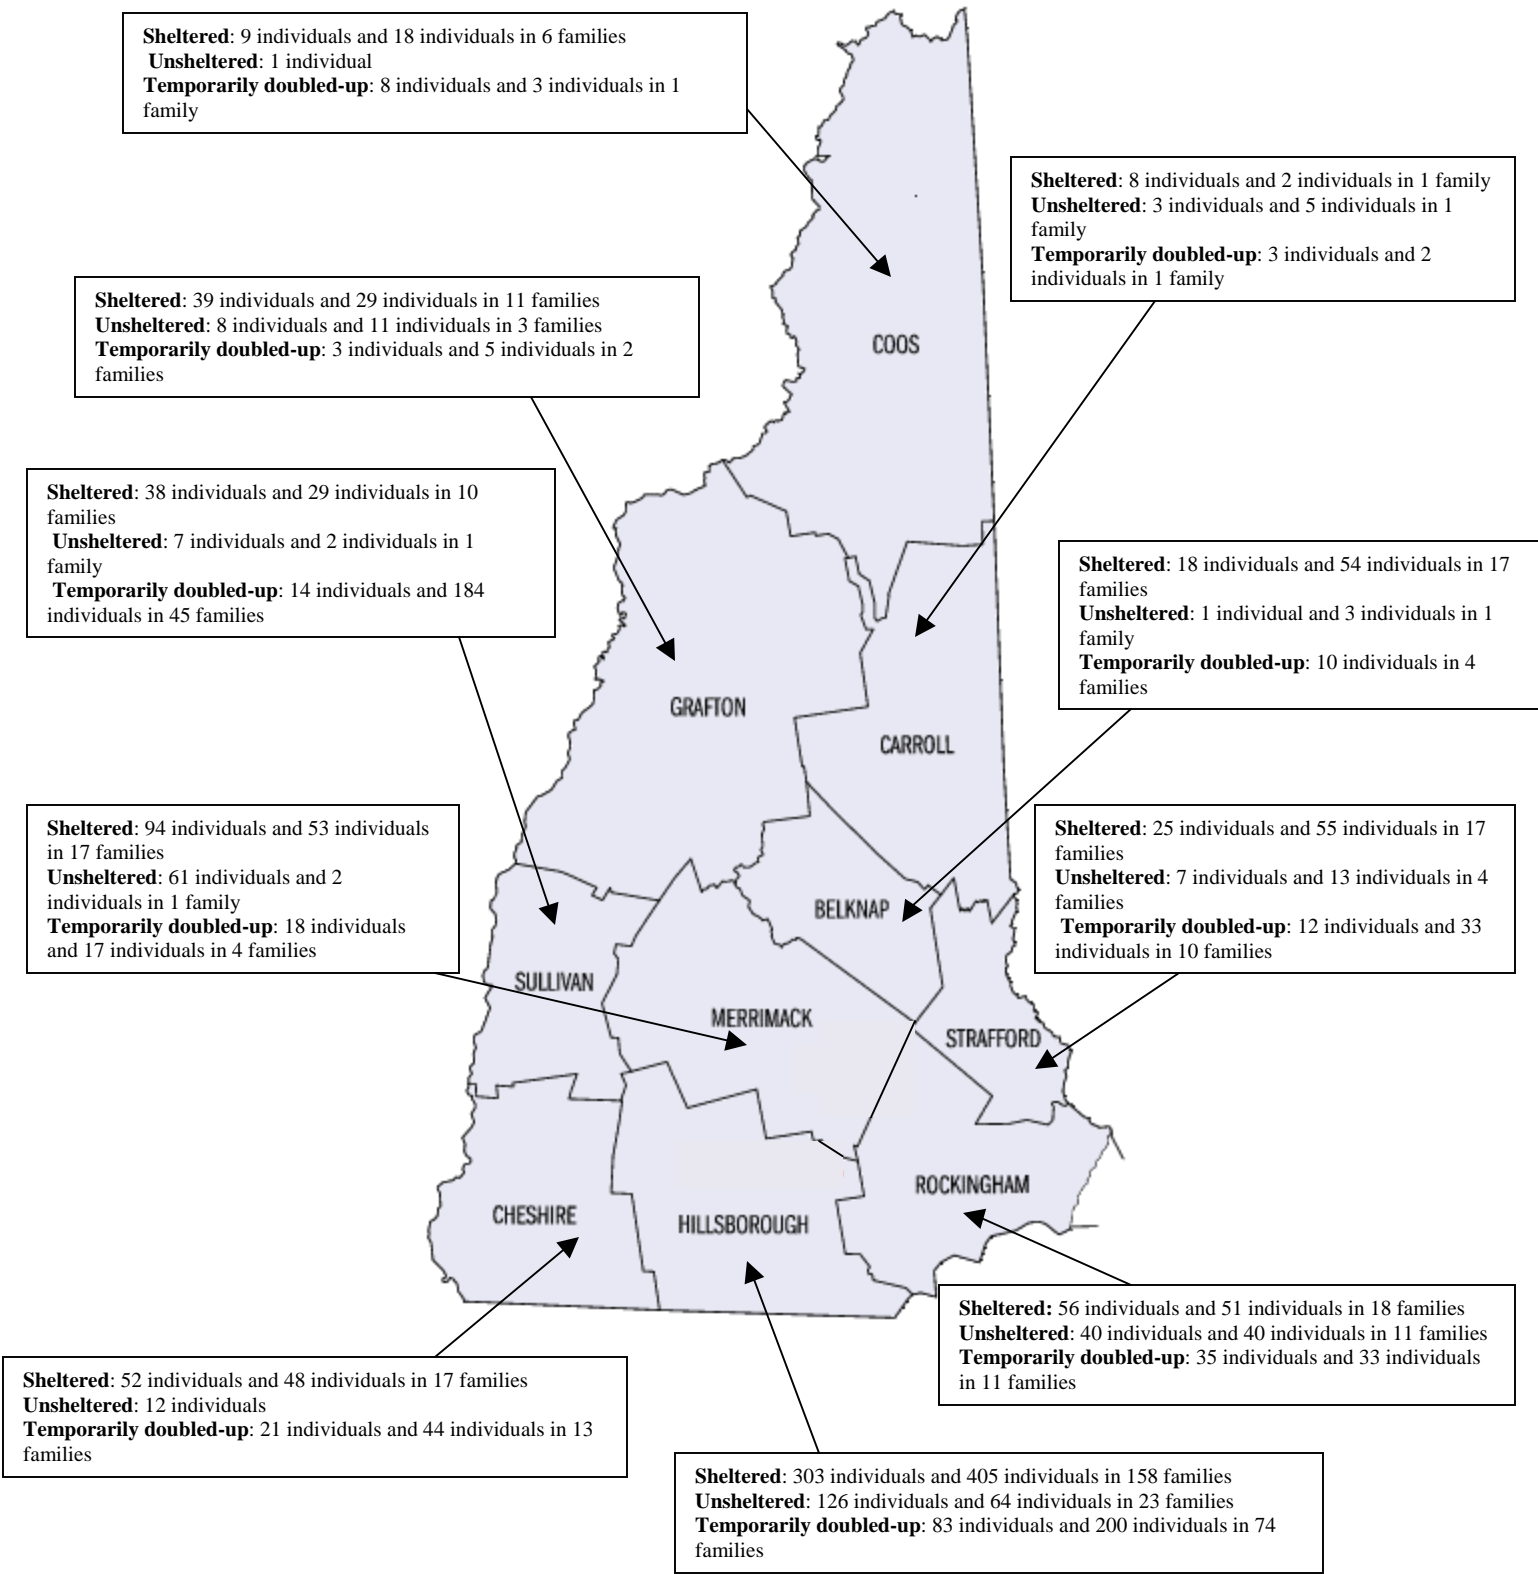 Sheltered: 9 individuals and 18 individuals in 6 families
Unsheltered: 1 individual
Temporarily doubled-up: 8 individuals and 3 individuals in 1
family
Sheltered: 8 individuals and 2 individuals in 1 family
Unsheltered: 3 individuals and 5 individuals in 1
family
Temporarily doubled-up: 3 individuals and 2
individuals in 1 family
Sheltered: 39 individuals and 29 individuals in 11 families
Unsheltered: 8 individuals and 11 individuals in 3 families
Temporarily doubled-up: 3 individuals and 5 individuals in 2
families
COOS
Sheltered: 38 individuals and 29 individuals in 10
families
Unsheltered: 7 individuals and 2 individuals in 1
family
Temporarily doubled-up: 14 individuals and 184
individuals in 45 families
Sheltered: 18 individuals and 54 individuals in 17
families
Unsheltered: 1 individual and 3 individuals in 1
family
Temporarily doubled-up: 10 individuals in 4
families
GRAFTON
CARROLL
Sheltered: 94 individuals and 53 individuals
in 17 families
Unsheltered: 61 individuals and 2
individuals in 1 family
Temporarily doubled-up: 18 individuals
and 17 individuals in 4 families
Sheltered: 25 individuals and 55 individuals in 17
families
Unsheltered: 7 individuals and 13 individuals in 4
families
Temporarily doubled-up: 12 individuals and 33
individuals in 10 families
BELKNAP
SULLIVAN
MERRIMACK
STRAFFORD
ROCKINGHAM
CHESHIRE
HILLSBOROUGH
Sheltered: 56 individuals and 51 individuals in 18 families
Unsheltered: 40 individuals and 40 individuals in 11 families
Temporarily doubled-up: 35 individuals and 33 individuals
in 11 families
Sheltered: 52 individuals and 48 individuals in 17 families
Unsheltered: 12 individuals
Temporarily doubled-up: 21 individuals and 44 individuals in 13
families
Sheltered: 303 individuals and 405 individuals in 158 families
Unsheltered: 126 individuals and 64 individuals in 23 families
Temporarily doubled-up: 83 individuals and 200 individuals in 74
families